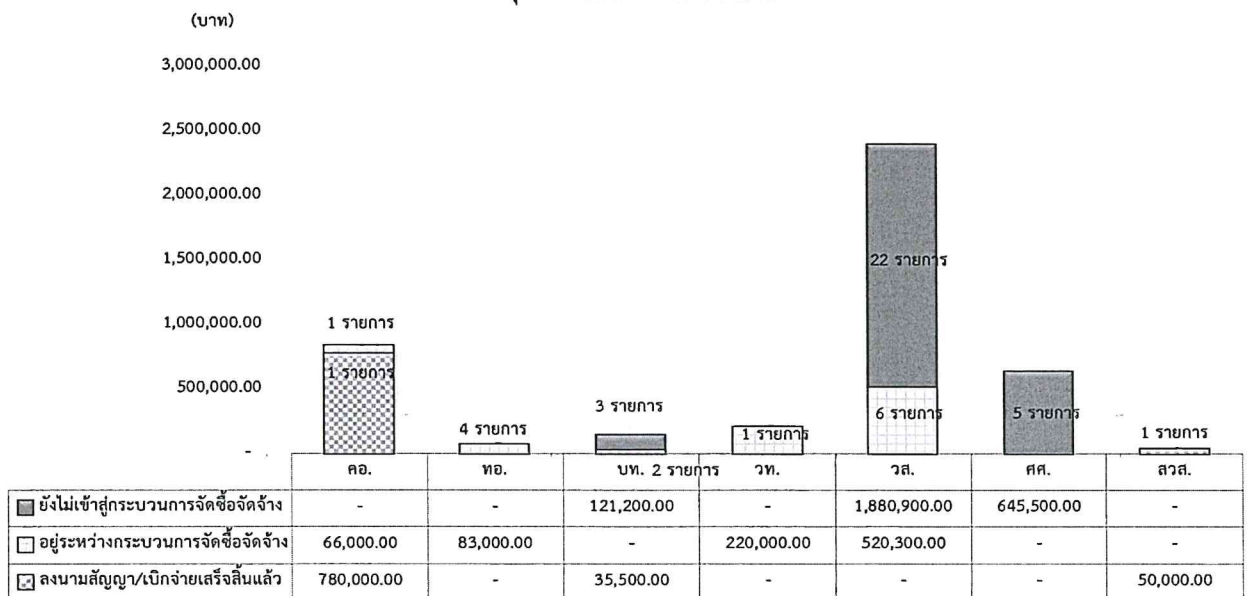 (บาท)
3,000,000.00
2,500,000.00
2,000,000.00
1,500,000.00
1,000,000.00
500,000.00
-
1 รายการ
1 รายการ
4 รายการ
3 รายการ
1 รายการ
22 รายการ
6 รายการ
5 รายการ
1 รายการ
คอ. ทอ. บท. 2 รายการ วท. วส. ศศ. สวส.
ยังไม่เข้าสู่กระบวนการจัดซื้อจัดจ้าง - - 121,200.00 - 1,880,900.00 645,500.00 -
อยู่ระหว่างกระบวนการจัดซื้อจัดจ้าง 66,000.00 83,000.00 - 220,000.00 520,300.00 - -
ลงนามสัญญา/เบิกจ่ายเสร็จสิ้นแล้ว 780,000.00 - 35,500.00 - - - 50,000.00